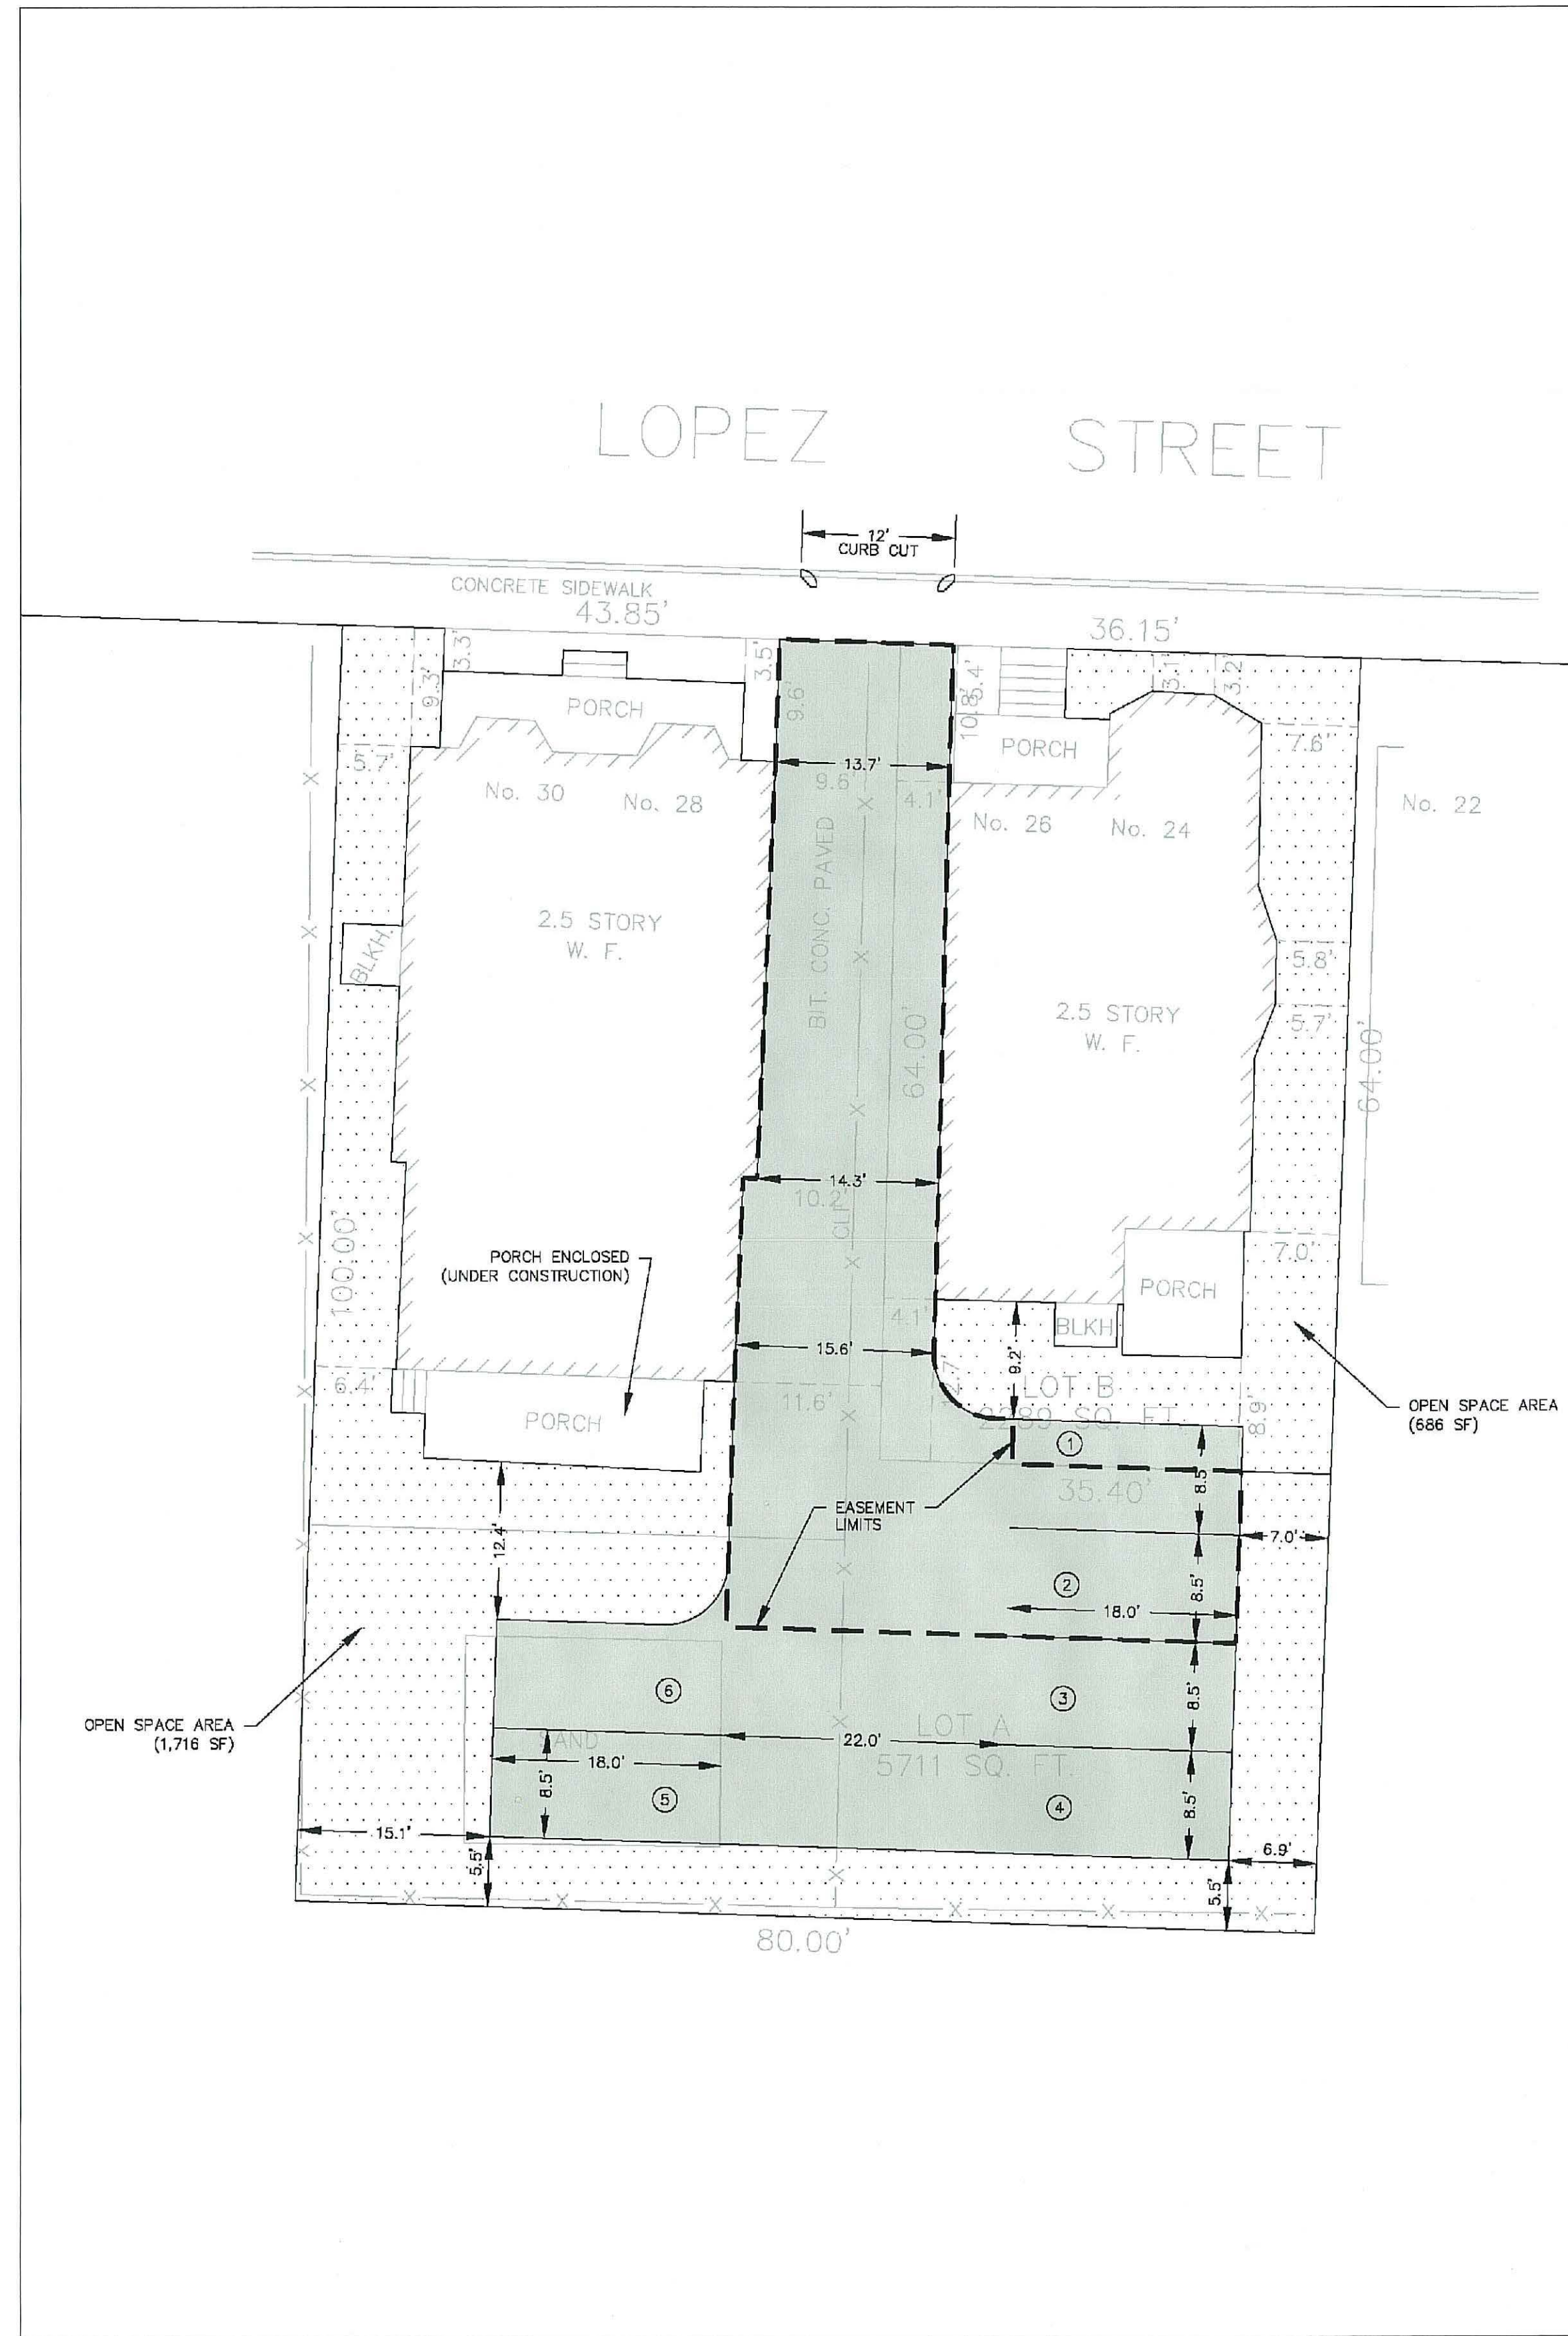 LOPEZ STREET
12'
CURB CUT
CONCRETE SIDEWALK
43.85'
36.15'
3.3'
9.3'
3.5'
9.6'
10.8'
5.4'
3.1'
3.2'
PORCH
PORCH
5.7'
13.7'
7.6'
9.6'
4.1'
No. 30
No. 28
No. 26
No. 24
No. 22
BIT. CONC. PAVED
2.5 STORY
W. F.
BLKH.
5.8'
2.5 STORY
W. F.
5.7'
64.00'
64.00'
14.3'
10.2'
CLF
100.00'
PORCH ENCLOSED
(UNDER CONSTRUCTION)
7.0'
PORCH
4.1'
BLKH
15.6'
9.2'
6.4'
11.6'
LOT B
2289 SQ. FT.
8.9'
OPEN SPACE AREA
(686 SF)
PORCH
1
8.5'
35.40'
EASEMENT
LIMITS
12.4'
7.0'
2
8.5'
18.0'
6
3
8.5'
OPEN SPACE AREA
(1,716 SF)
SAND
22.0'
LOT A
5711 SQ. FT.
18.0'
8.5'
5
4
8.5'
15.1'
5.5'
6.9'
5.5'
80.00'